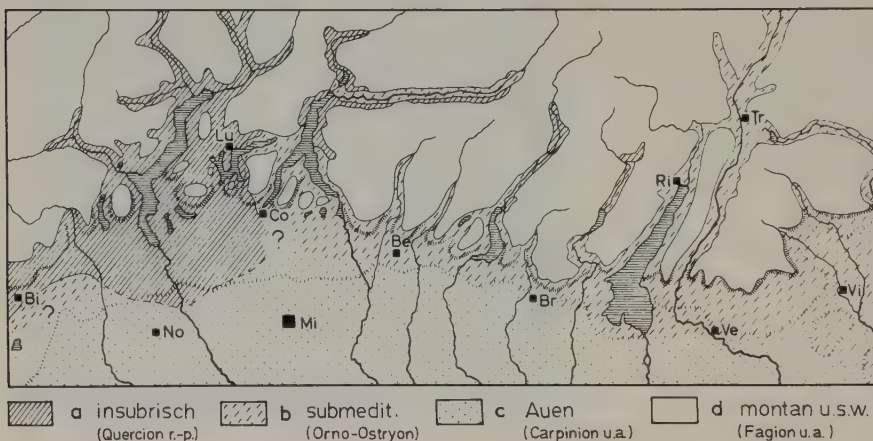 Lu
Tr.
Ri
Co
?
Be
Bi
?
No
Mi
Br
Ve
Vi
a insubrisch
(Quercion r.-p.)
b submedit.
(Orno-Ostryon)
c Auen
(Carpinion u.a.)
d montan u.s.w.
(Fagion u.a.)